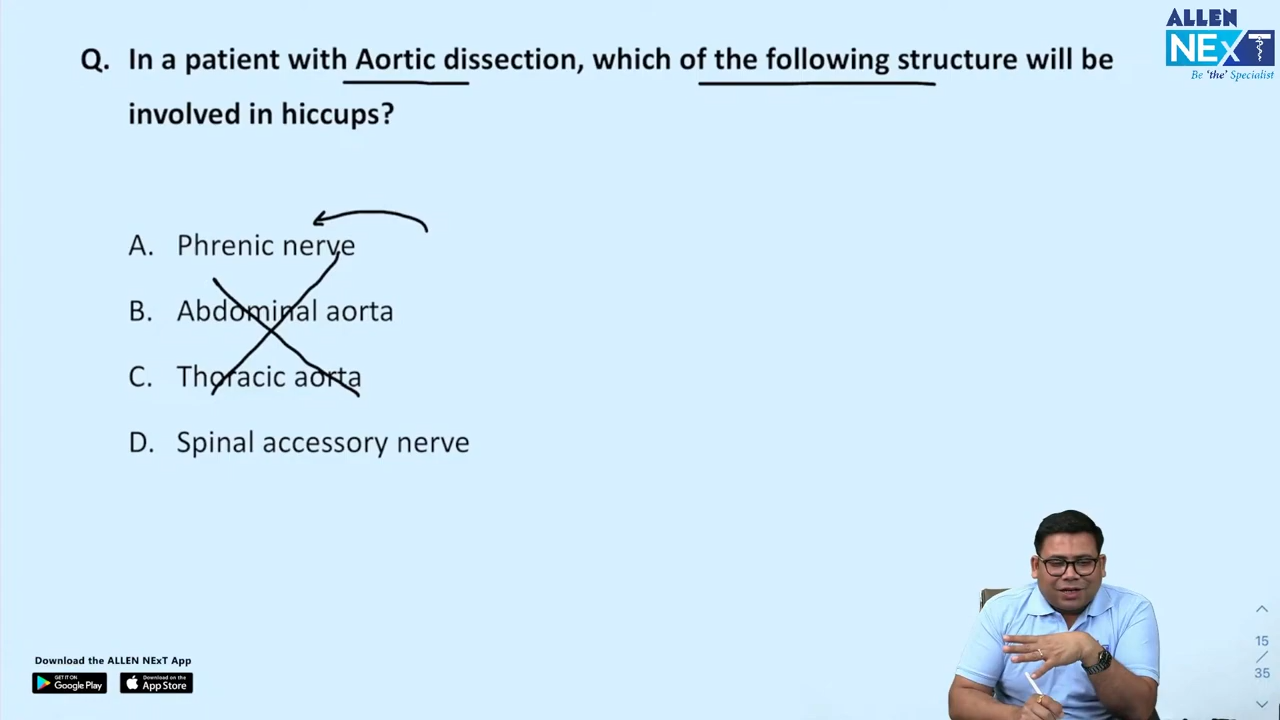 ALLEN
NExT
Be 'the' Specialist
Q. In a patient with Aortic dissection, which of the following structure will be
involved in hiccups?
A. Phrenic nerve
B. Abdominal aorta
C. Thoracic aorta
D. Spinal accessory nerve
Download the ALLEN NExT App
GET IT ON
Google Play
Download on the
App Store
15
/
35